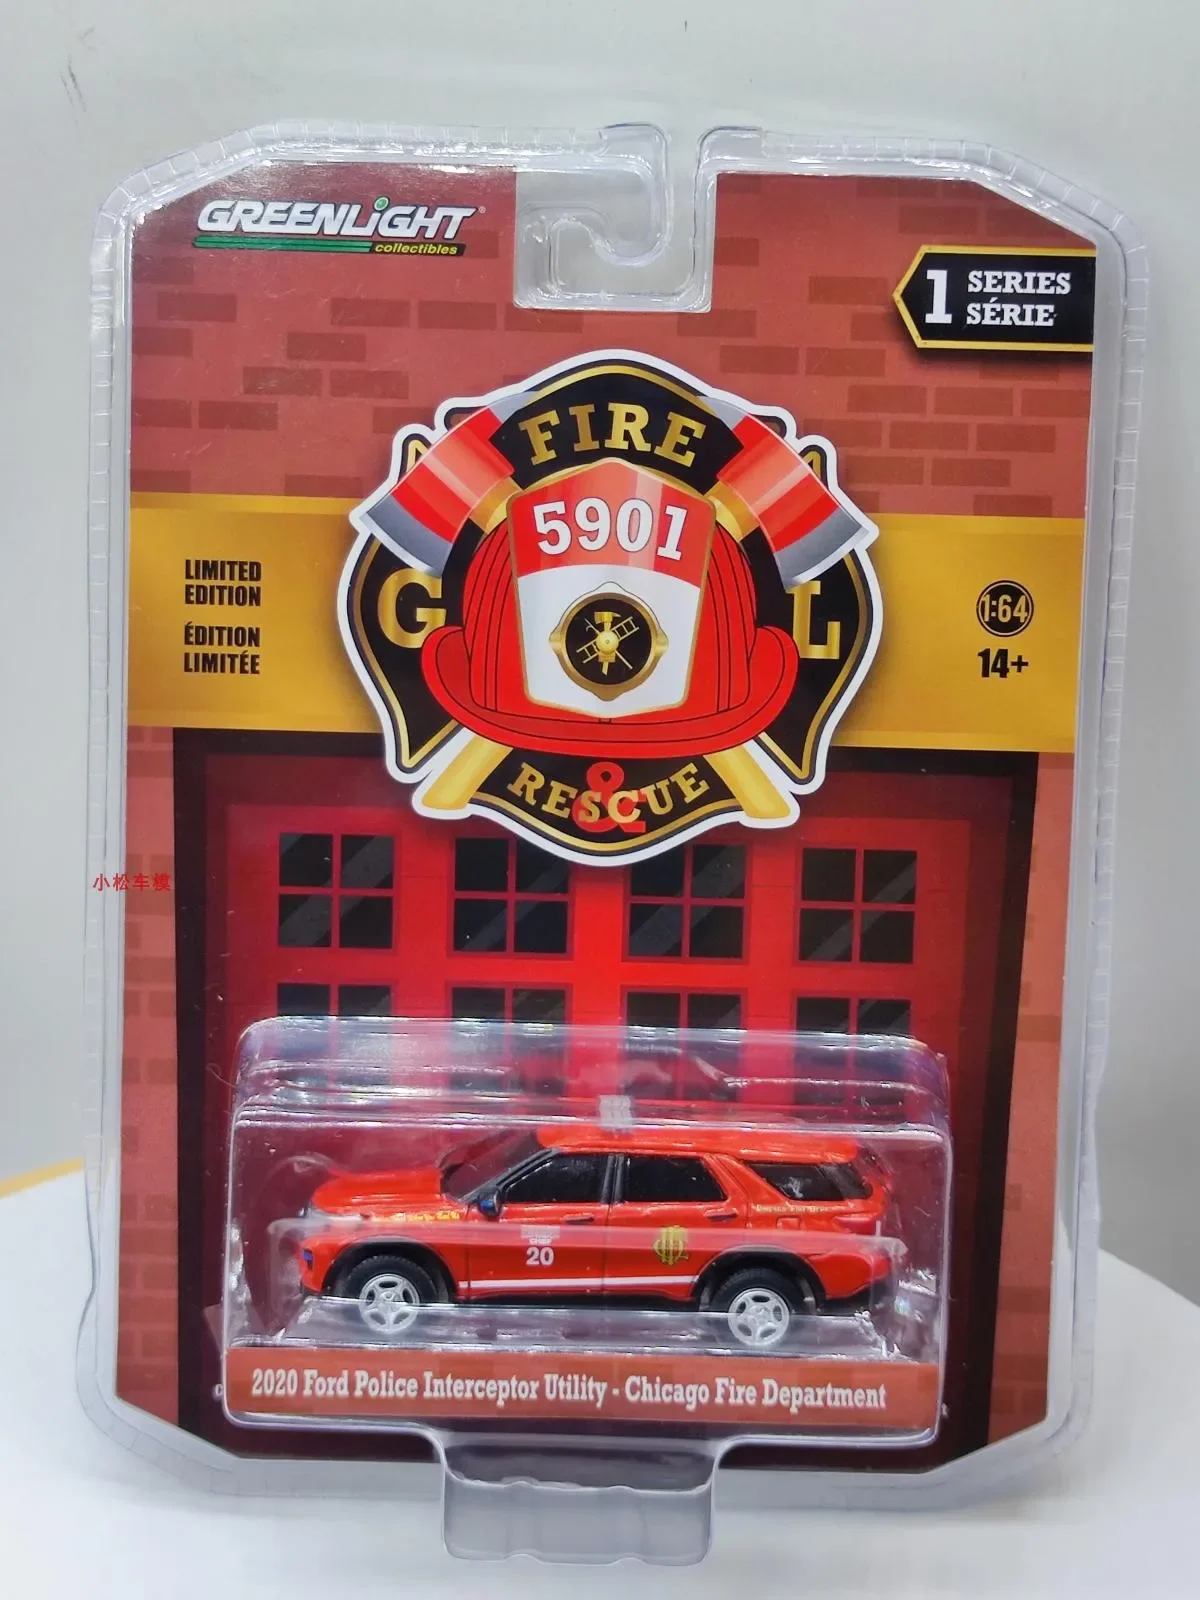 GREENLiGHT®
collectibles
1 SERIES
SÉRIE
FIRE
5901
G L
&
RESCUE
LIMITED
EDITION
ÉDITION
LIMITÉE
1:64
14+
小松车模
CHIEF
20
2020 Ford Police Interceptor Utility - Chicago Fire Department